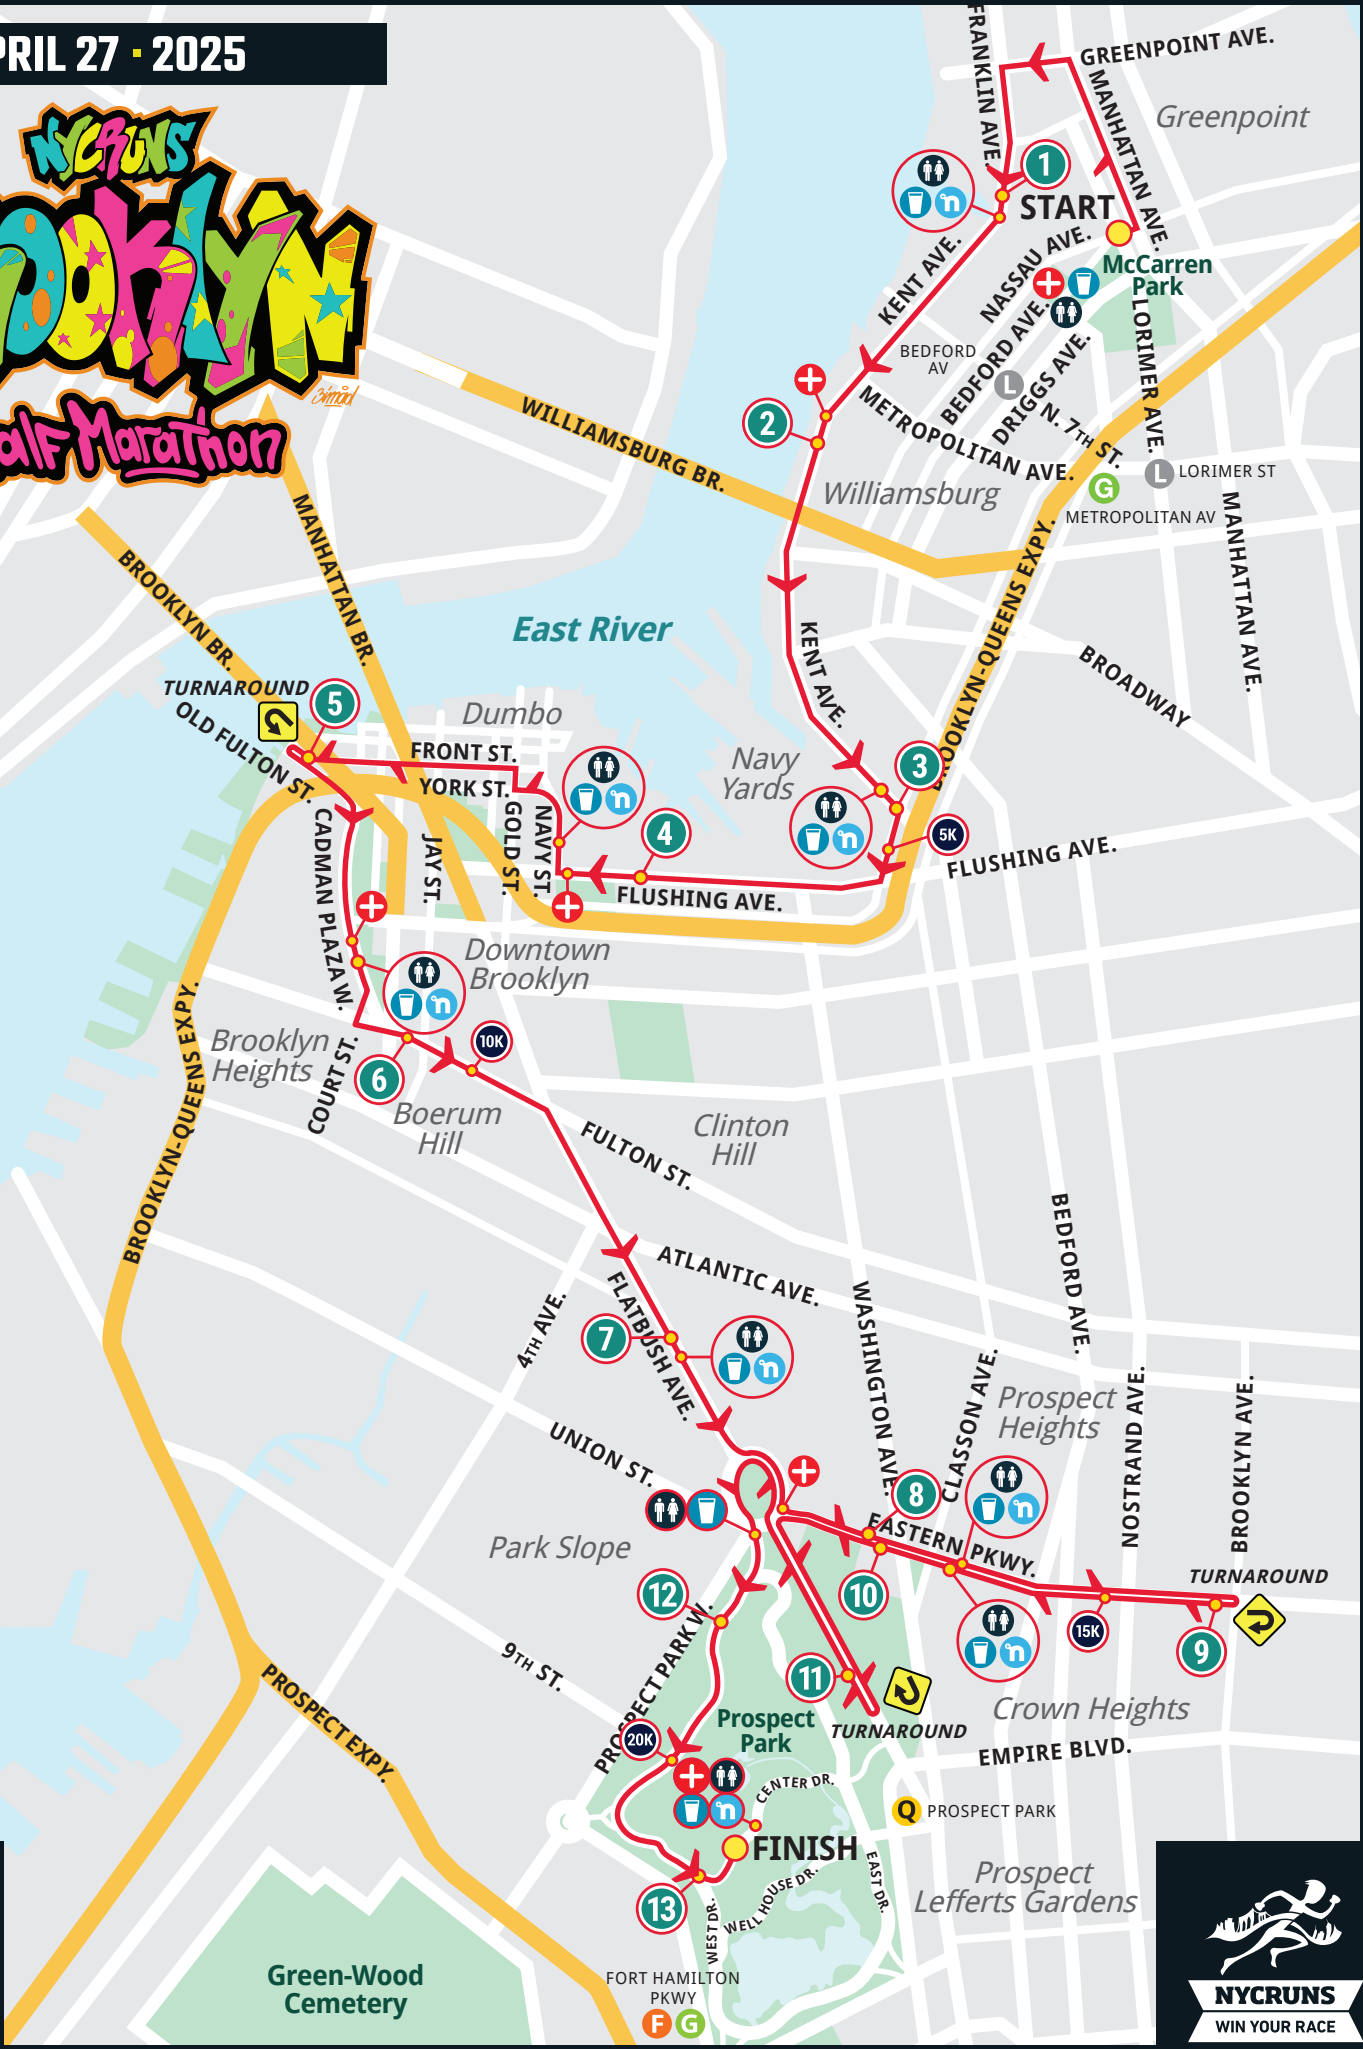 PRIL 27 · 2025
NYCRUNS
OOKLYN
alf Marathon
FRANKLIN AVE.
GREENPOINT AVE.
MANHATTAN AVE.
Greenpoint
1
START
KENT AVE.
NASSAU AVE.
McCarren
Park
BEDFORD AVE.
DRIGGS AVE.
LORIMER AVE.
BEDFORD
AV
L
METROPOLITAN AVE.
N. 7TH ST.
L
LORIMER ST
G
METROPOLITAN AV
2
WILLIAMSBURG BR.
Williamsburg
MANHATTAN AVE.
MANHATTAN BR.
BROOKLYN BR.
East River
KENT AVE.
BROOKLYN-QUEENS EXPY.
BROADWAY
TURNAROUND
5
OLD FULTON ST.
Dumbo
FRONT ST.
YORK ST.
Navy
Yards
3
5K
FLUSHING AVE.
4
FLUSHING AVE.
CADMAN PLAZA W.
JAY ST.
GOLD ST.
NAVY ST.
Downtown
Brooklyn
BROOKLYN-QUEENS EXPY.
Brooklyn
Heights
COURT ST.
6
10K
Boerum
Hill
Clinton
Hill
FULTON ST.
ATLANTIC AVE.
BEDFORD AVE.
4TH AVE.
FLATBUSH AVE.
7
WASHINGTON AVE.
CLASSON AVE.
Prospect
Heights
NOSTRAND AVE.
BROOKLYN AVE.
UNION ST.
8
EASTERN PKWY.
Park Slope
TURNAROUND
12
10
15K
9
9TH ST.
PROSPECT PARK W.
11
TURNAROUND
Crown Heights
PROSPECT EXPY.
20K
Prospect
Park
EMPIRE BLVD.
CENTER DR.
Q
PROSPECT PARK
FINISH
WELL HOUSE DR.
EAST DR.
Prospect
Lefferts Gardens
13
WEST DR.
Green-Wood
Cemetery
FORT HAMILTON
PKWY
F
G
NYCRUNS
WIN YOUR RACE